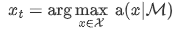 x_t = arg max_{x∈𝒳} a(x|ℳ)